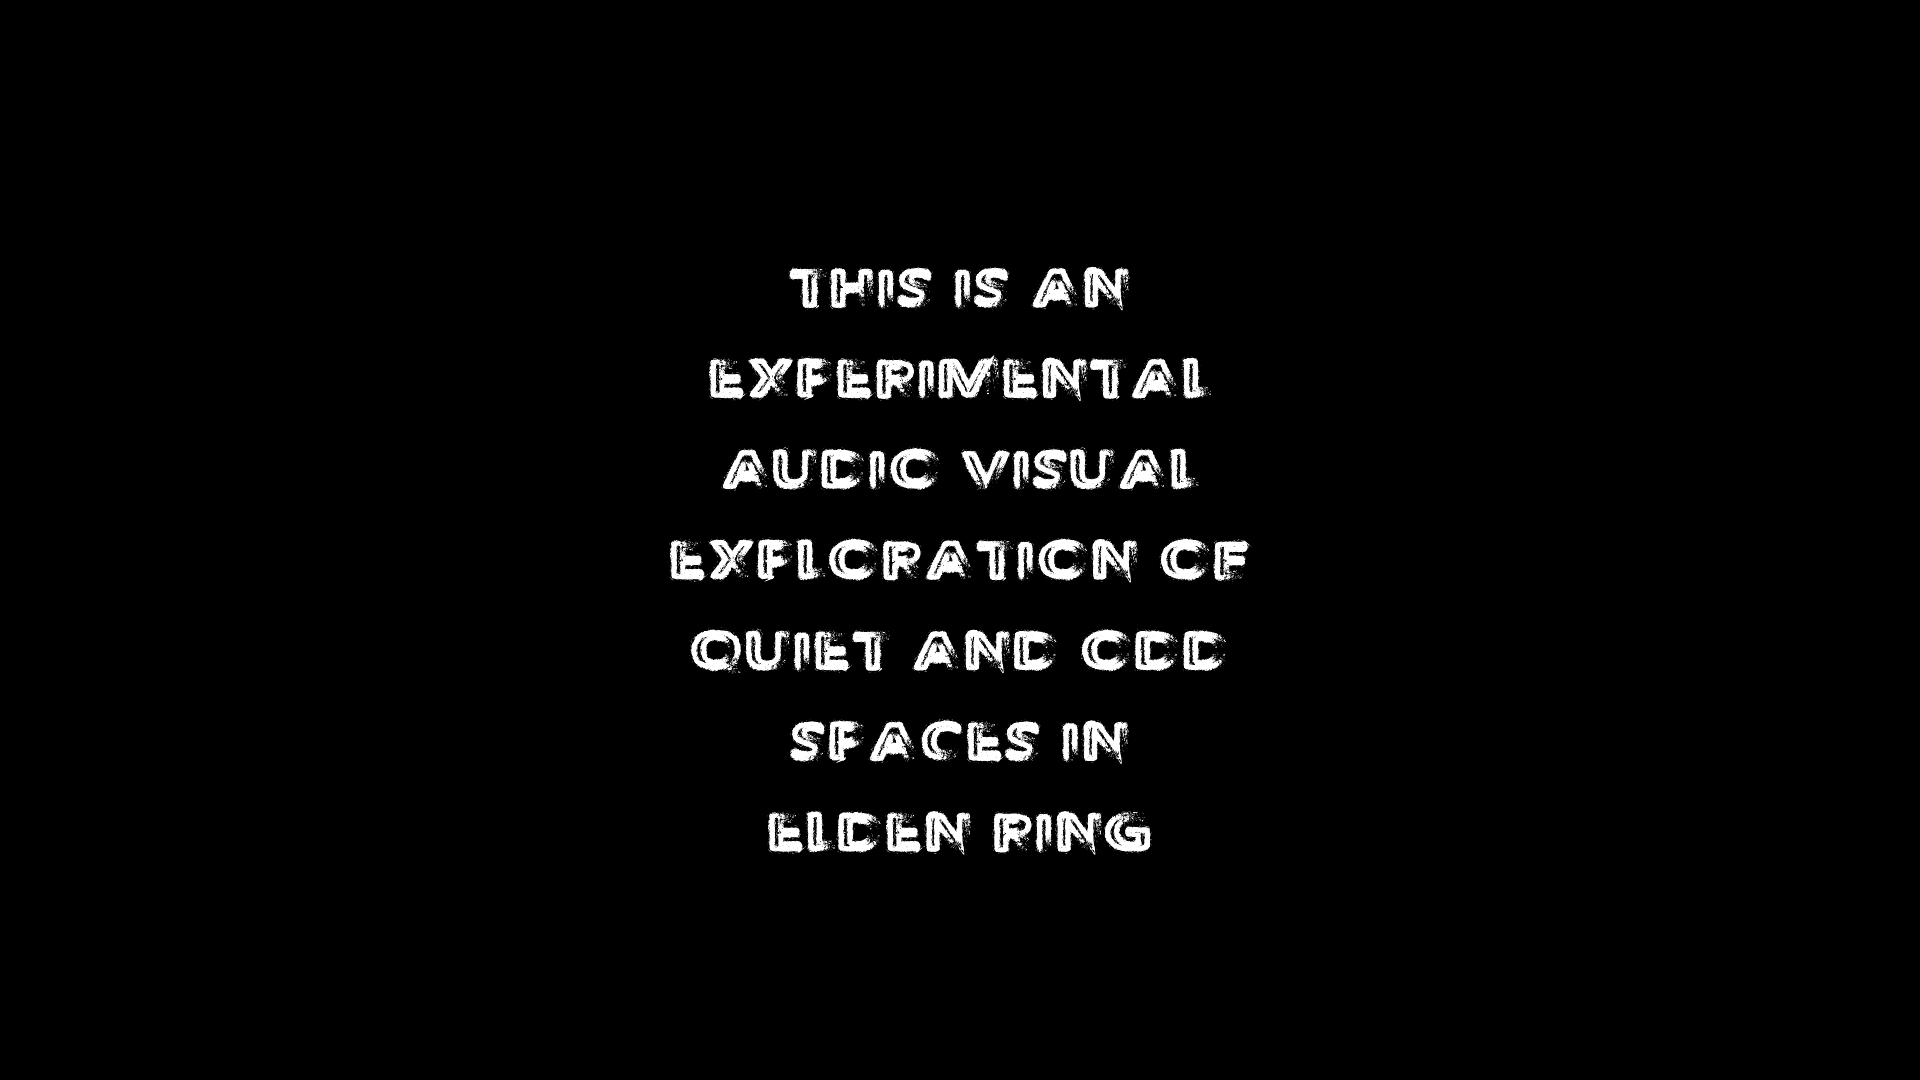 THIS IS AN
EXPERIMENTAL
AUDIO VISUAL
EXPLORATION OF
QUIET AND ODD
SPACES IN
ELDEN RING